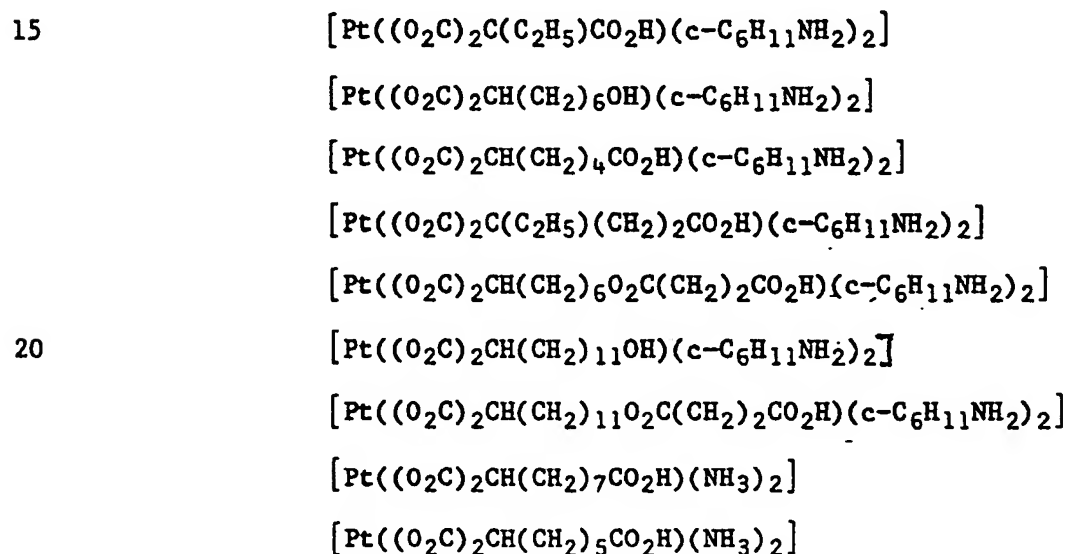 15 [Pt((O₂C)₂C(C₂H₅)CO₂H)(c-C₆H₁₁NH₂)₂]
[Pt((O₂C)₂CH(CH₂)₆OH)(c-C₆H₁₁NH₂)₂]
[Pt((O₂C)₂CH(CH₂)₄CO₂H)(c-C₆H₁₁NH₂)₂]
[Pt((O₂C)₂C(C₂H₅)(CH₂)₂CO₂H)(c-C₆H₁₁NH₂)₂]
[Pt((O₂C)₂CH(CH₂)₆O₂C(CH₂)₂CO₂H)(c-C₆H₁₁NH₂)₂]
20 [Pt((O₂C)₂CH(CH₂)₁₁OH)(c-C₆H₁₁NH₂)₂]
[Pt((O₂C)₂CH(CH₂)₁₁O₂C(CH₂)₂CO₂H)(c-C₆H₁₁NH₂)₂]
[Pt((O₂C)₂CH(CH₂)₇CO₂H)(NH₃)₂]
[Pt((O₂C)₂CH(CH₂)₅CO₂H)(NH₃)₂]